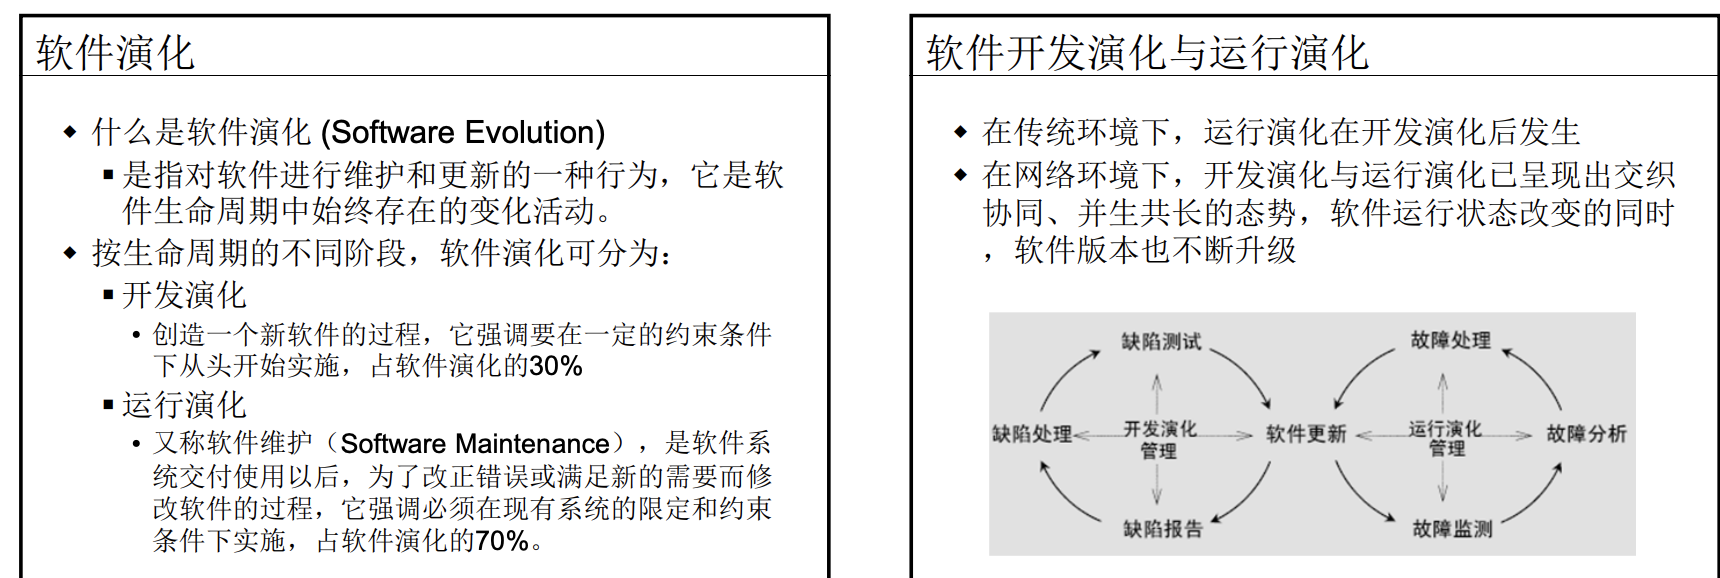 软件演化
什么是软件演化 (Software Evolution)
是指对软件进行维护和更新的一种行为，它是软
件生命周期中始终存在的变化活动。
按生命周期的不同阶段，软件演化可分为：
开发演化
创造一个新软件的过程，它强调要在一定的约束条件
下从头开始实施，占软件演化的30%
运行演化
又称软件维护（Software Maintenance），是软件系
统交付使用以后，为了改正错误或满足新的需要而修
改软件的过程，它强调必须在现有系统的限定和约束
条件下实施，占软件演化的70%。
软件开发演化与运行演化
在传统环境下，运行演化在开发演化后发生
在网络环境下，开发演化与运行演化已呈现出交织
协同、并生共长的态势，软件运行状态改变的同时
，软件版本也不断升级
缺陷测试
故障处理
缺陷处理
开发演化
管理
软件更新
运行演化
管理
故障分析
缺陷报告
故障监测